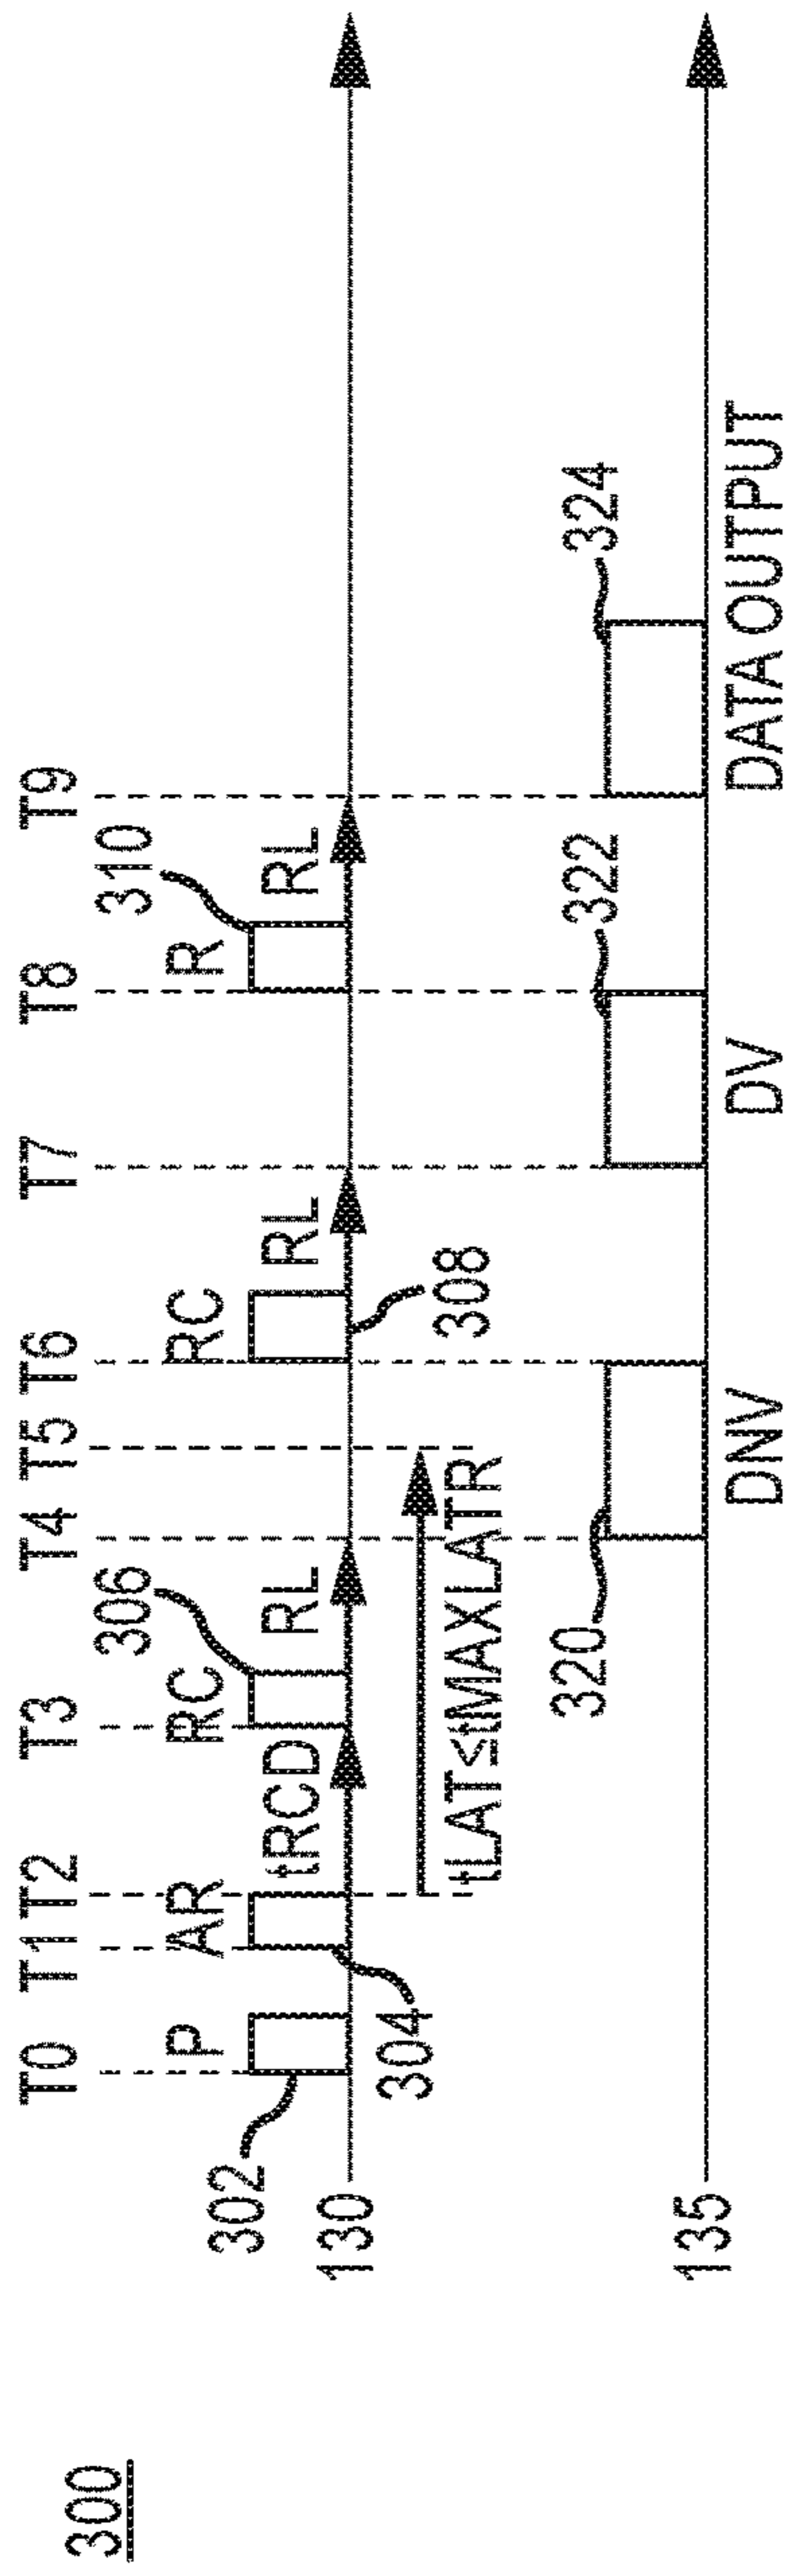 300
T0 T1 T2 T3 T4 T5 T6 T7 T8 T9
302 P AR RC 306 RC R 310
tRCD RL RL RL
130
304 308
tLAT≤tMAXLATR
320 322 324
135
DNV DV DATA OUTPUT